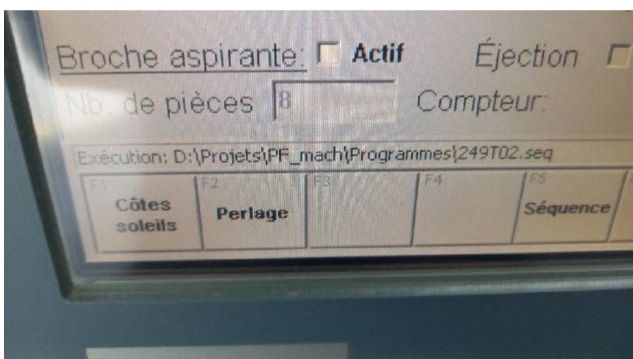 Broche aspirante: Actif Éjection
Nb. de pièces 8 Compteur:
Exécution: D:\Projets\PF_mach\Programmes\249T02.seq
F1 F2 F3 F4 F5
Côtes soleils Perlage Séquence